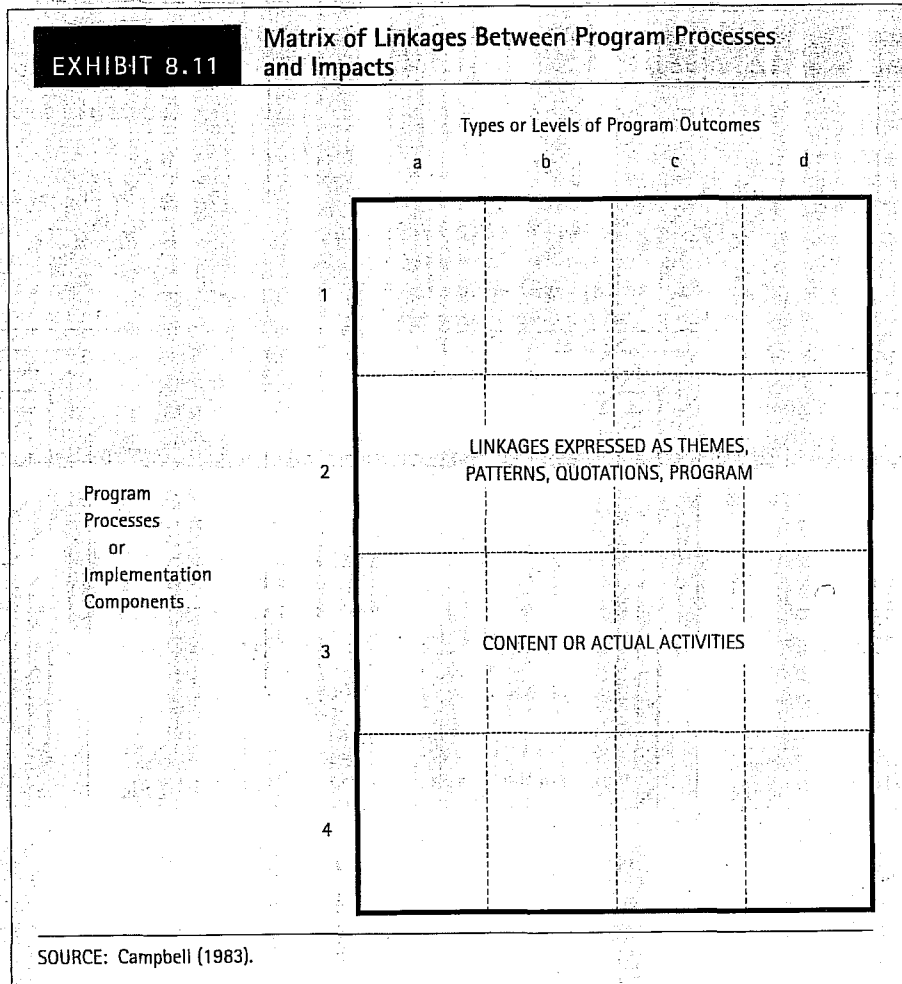 EXHIBIT 8.11
Matrix of Linkages Between Program Processes
and Impacts
Types or Levels of Program Outcomes
a b c d
1
2
LINKAGES EXPRESSED AS THEMES,
PATTERNS, QUOTATIONS, PROGRAM
Program
Processes
or
Implementation
Components
3
CONTENT OR ACTUAL ACTIVITIES
4
SOURCE: Campbell (1983).